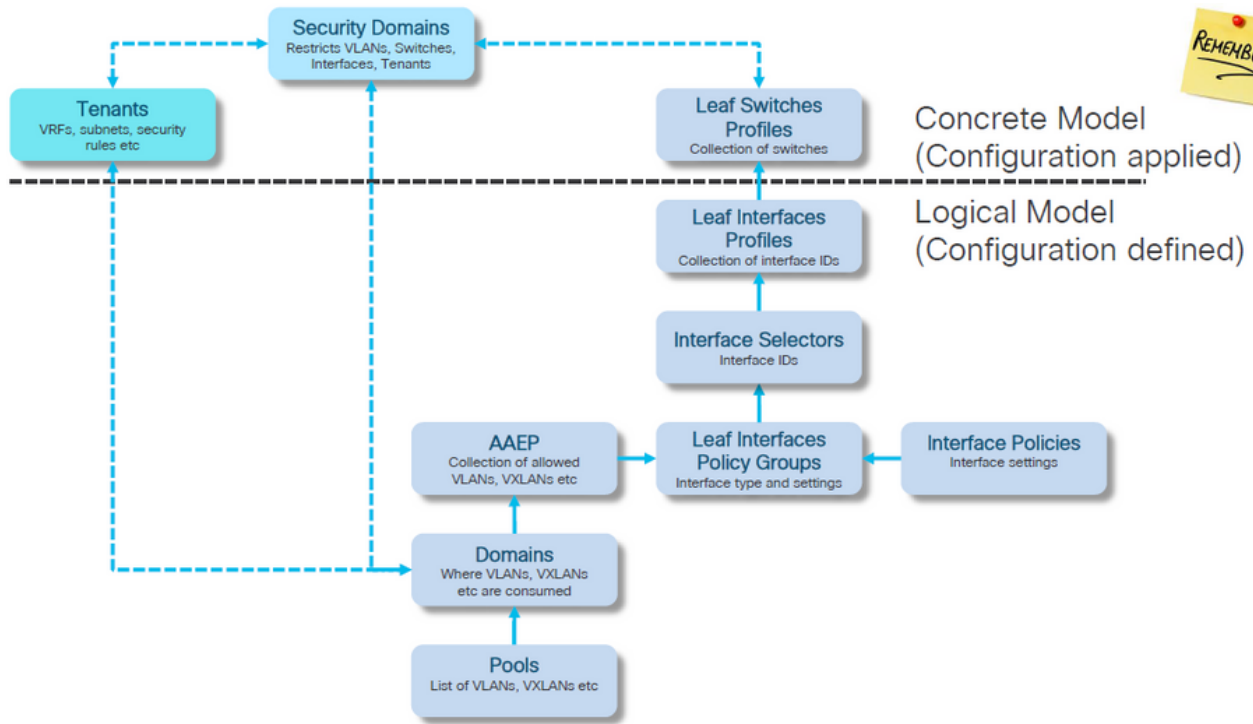 Security Domains
Restricts VLANs, Switches,
Interfaces, Tenants
REMEMB
Tenants
VRFs, subnets, security
rules etc
Leaf Switches
Profiles
Collection of switches
Concrete Model
(Configuration applied)
Leaf Interfaces
Profiles
Collection of interface IDs
Logical Model
(Configuration defined)
Interface Selectors
Interface IDs
AAEP
Collection of allowed
VLANs, VXLANs etc
Leaf Interfaces
Policy Groups
Interface type and settings
Interface Policies
Interface settings
Domains
Where VLANs, VXLANs
etc are consumed
Pools
List of VLANs, VXLANs etc